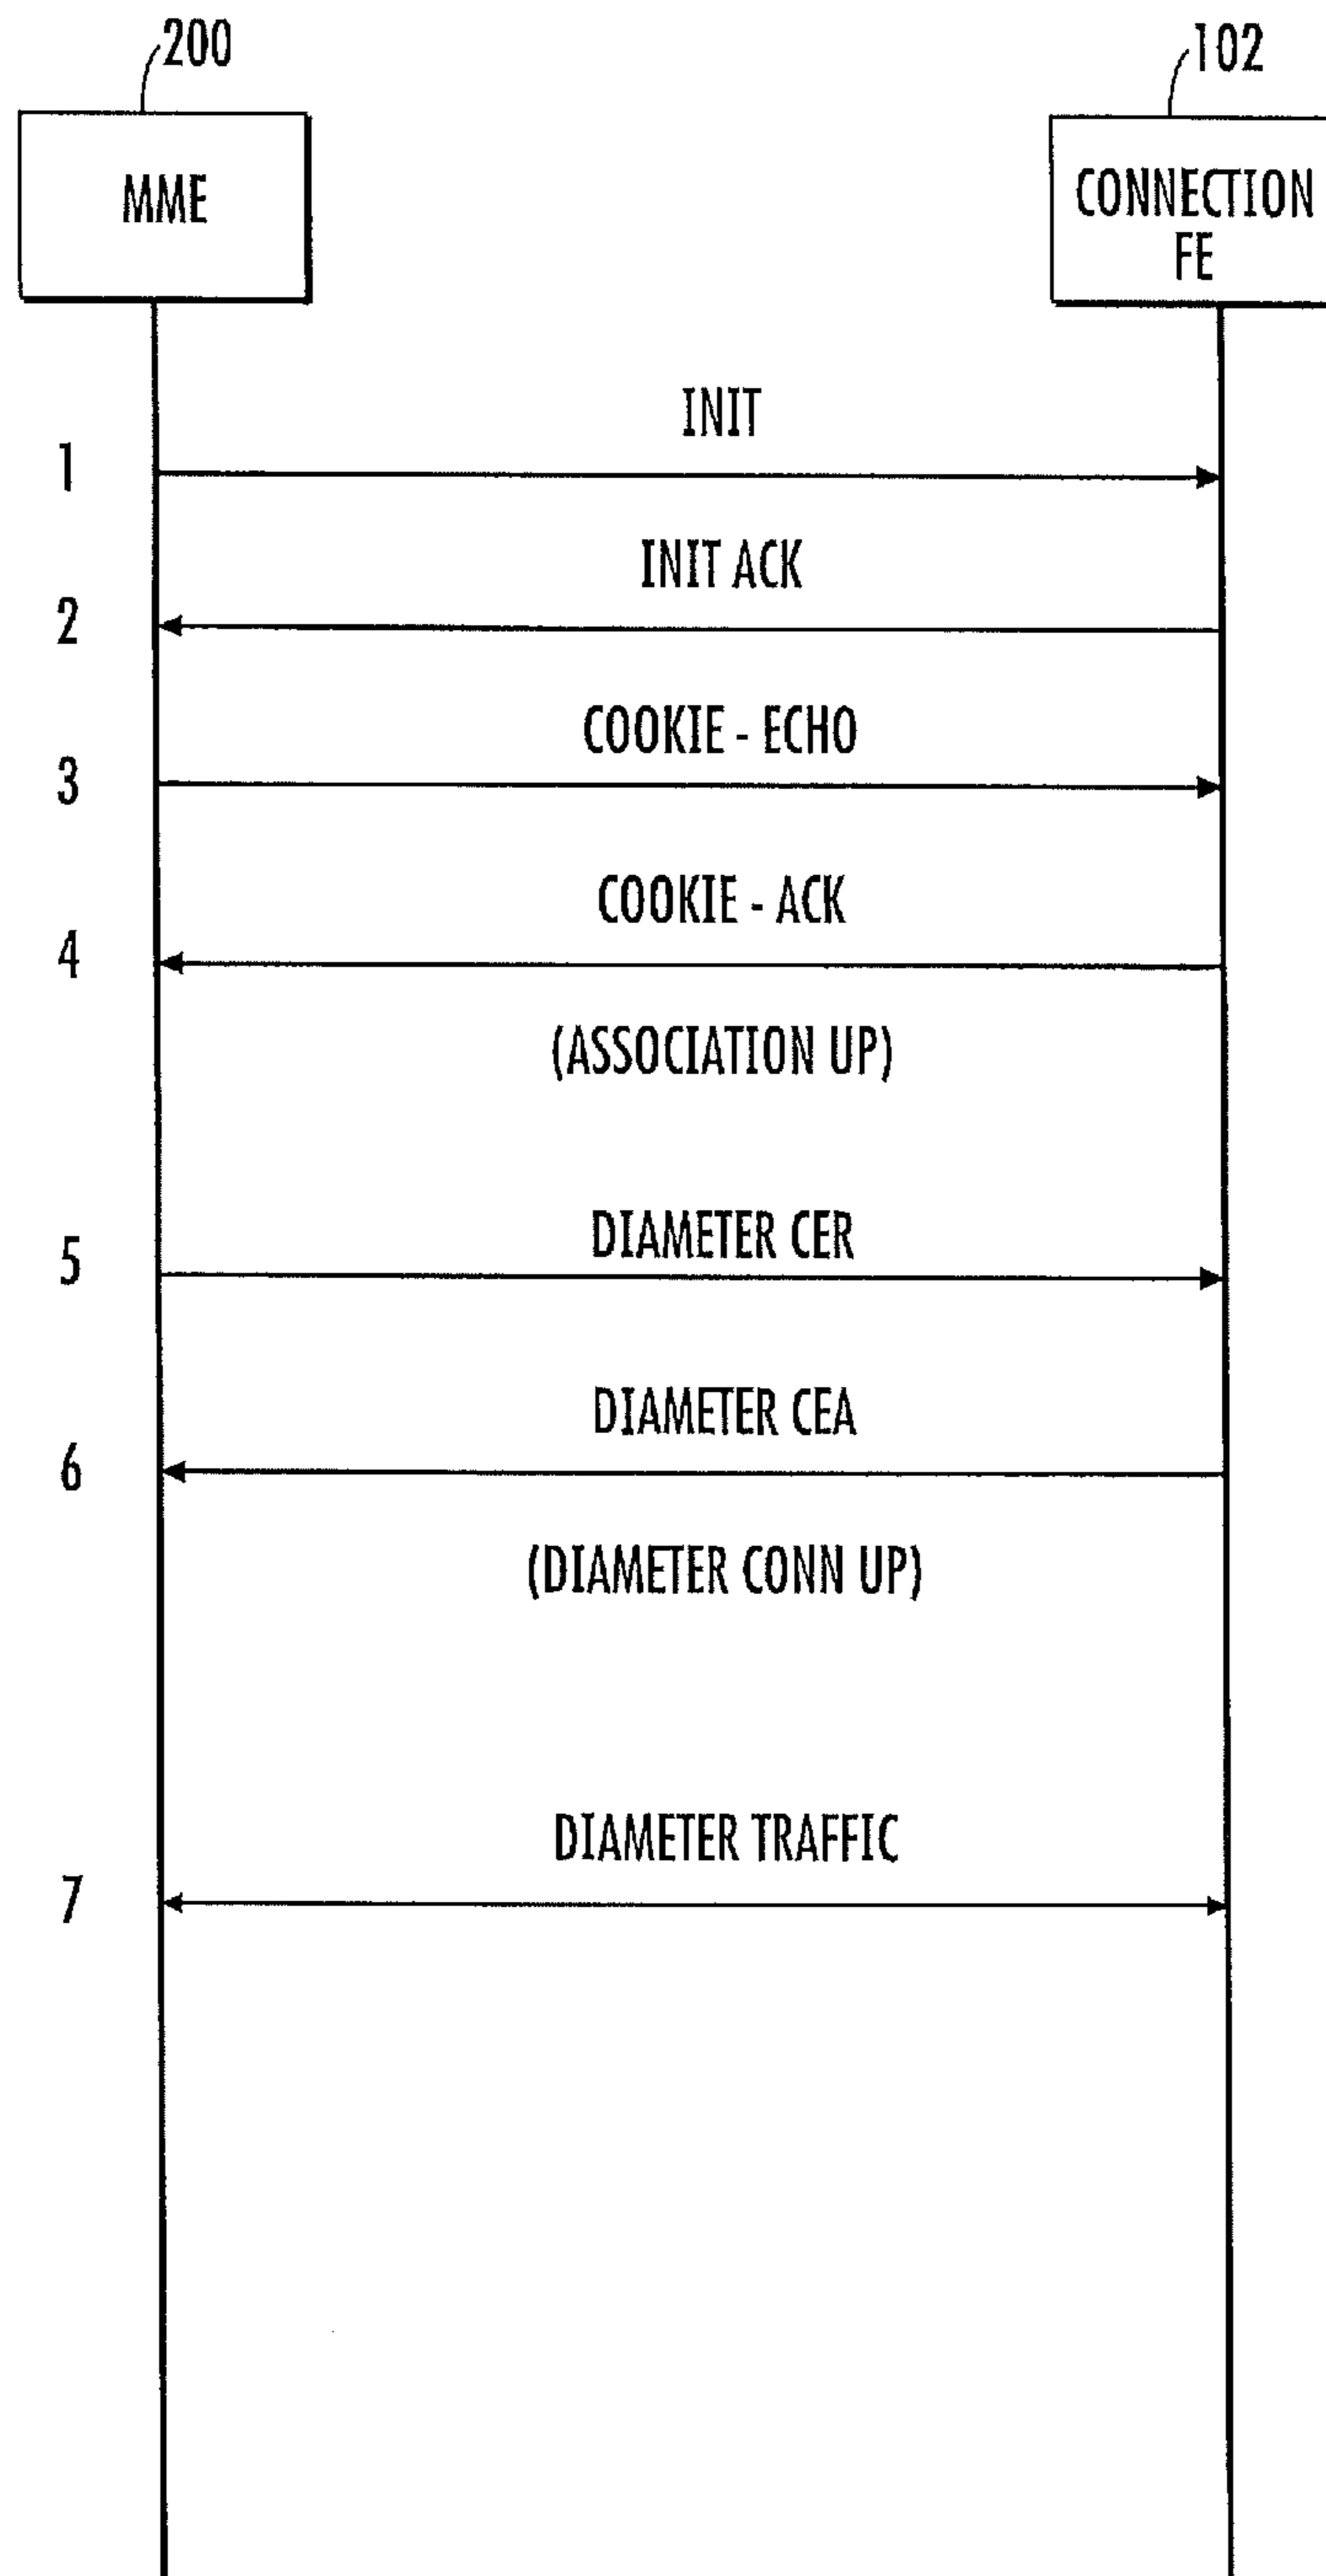 200
102
MME
CONNECTION
FE
INIT
1
INIT ACK
2
COOKIE - ECHO
3
COOKIE - ACK
4
(ASSOCIATION UP)
DIAMETER CER
5
DIAMETER CEA
6
(DIAMETER CONN UP)
DIAMETER TRAFFIC
7